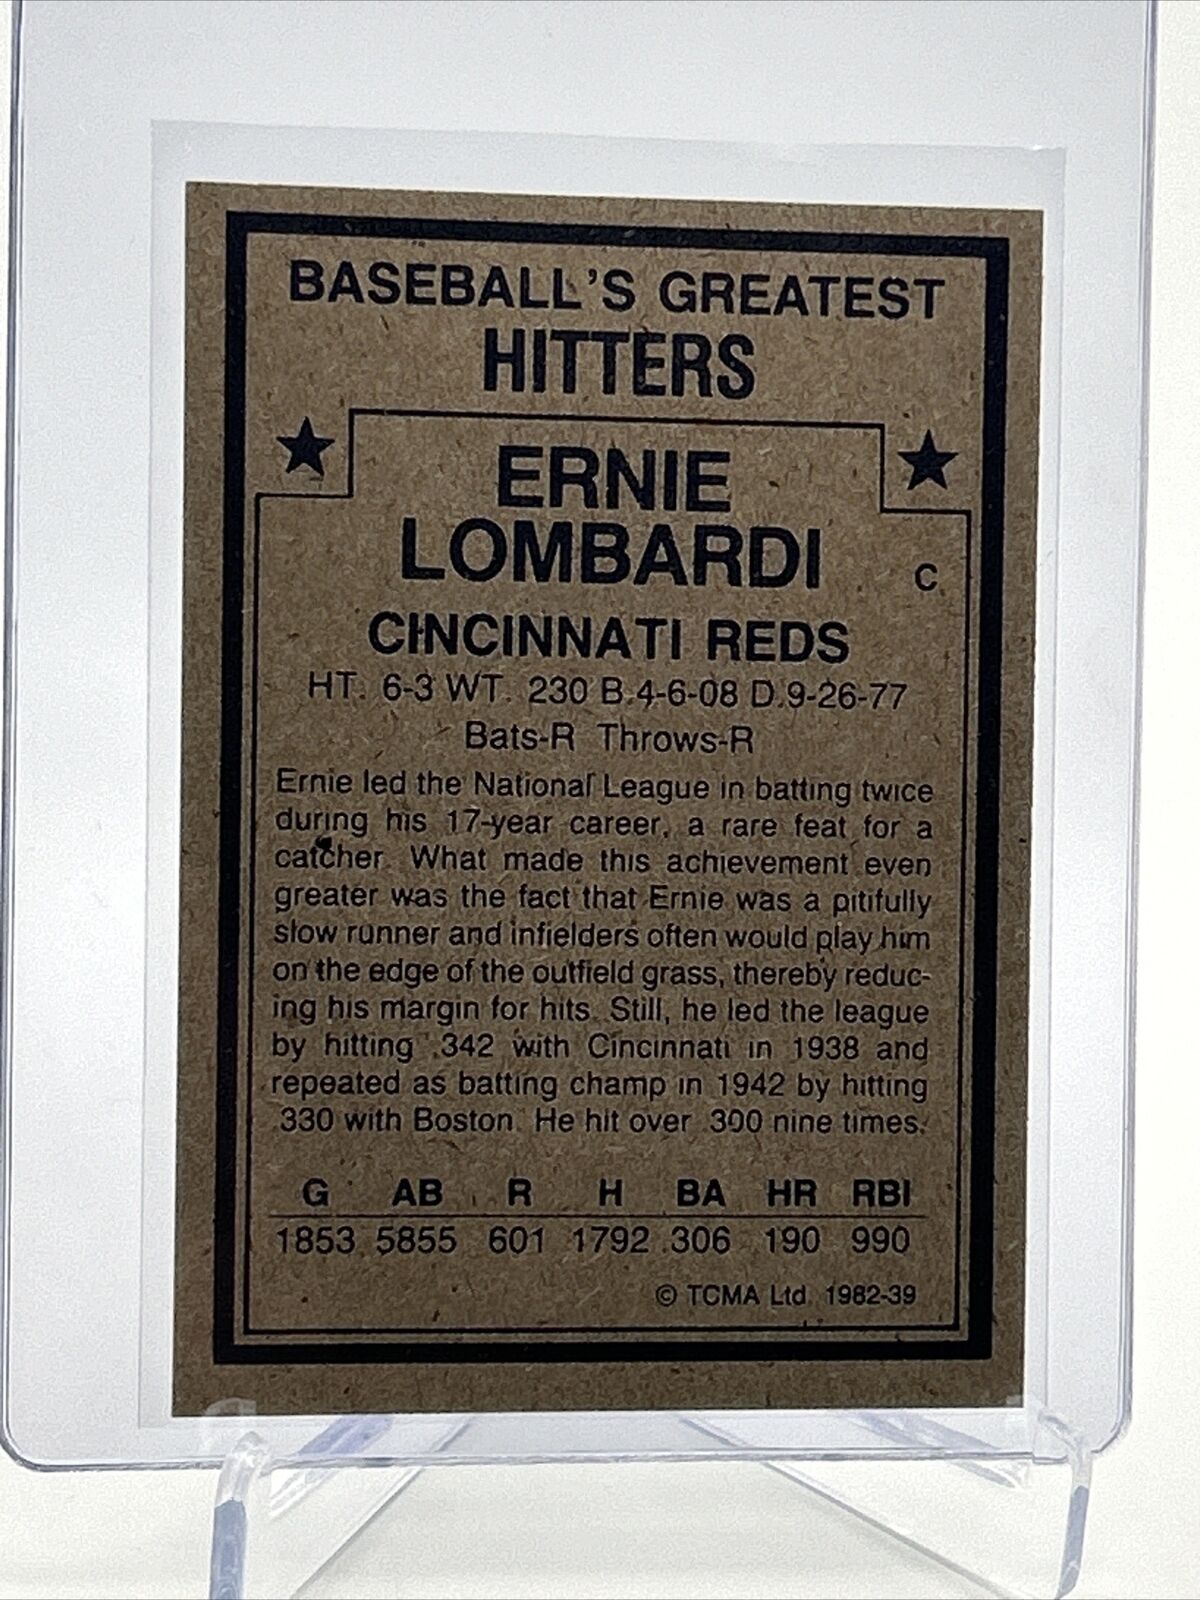 BASEBALL'S GREATEST
HITTERS
ERNIE
LOMBARDI
C
CINCINNATI REDS
HT. 6-3 WT. 230 B.4-6-08 D.9-26-77
Bats-R Throws-R
Ernie led the National League in batting twice
during his 17-year career, a rare feat for a
catcher. What made this achievement even
greater was the fact that Ernie was a pitifully
slow runner and infielders often would play him
on the edge of the outfield grass, thereby reduc-
ing his margin for hits. Still, he led the league
by hitting .342 with Cincinnati in 1938 and
repeated as batting champ in 1942 by hitting
.330 with Boston. He hit over .300 nine times.
G AB R H BA HR RBI
1853 5855 601 1792 .306 190 990
© TCMA Ltd. 1982-39